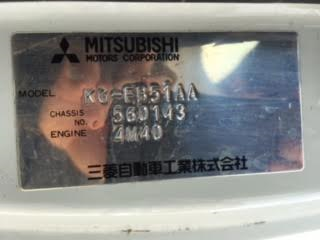 MITSUBISHI
MOTORS CORPORATION
MODEL KG-FB51AA
CHASSIS NO. 560143
ENGINE 4M40
三菱自動車工業株式会社